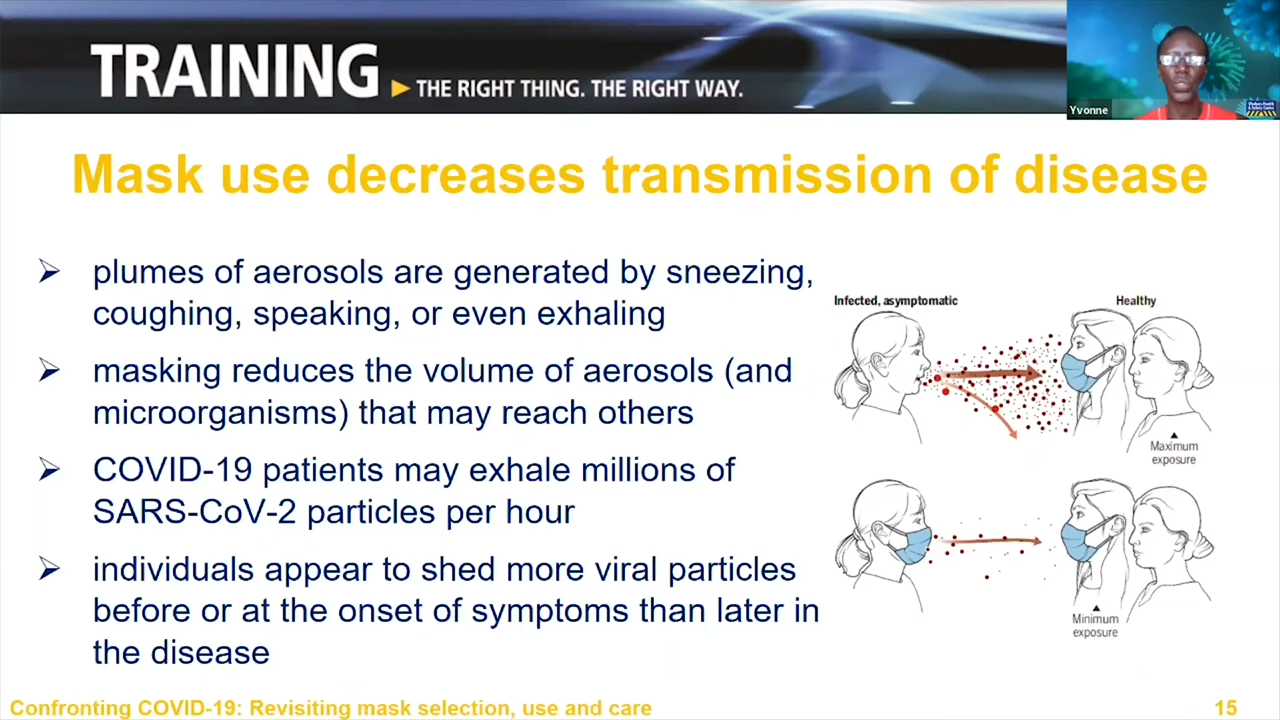 TRAINING
THE RIGHT THING. THE RIGHT WAY.
Yvonne
Workers Health
& Safety Centre
Mask use decreases transmission of disease
plumes of aerosols are generated by sneezing,
coughing, speaking, or even exhaling
masking reduces the volume of aerosols (and
microorganisms) that may reach others
COVID-19 patients may exhale millions of
SARS-CoV-2 particles per hour
individuals appear to shed more viral particles
before or at the onset of symptoms than later in
the disease
Infected, asymptomatic
Healthy
Maximum
exposure
Minimum
exposure
Confronting COVID-19: Revisiting mask selection, use and care
15